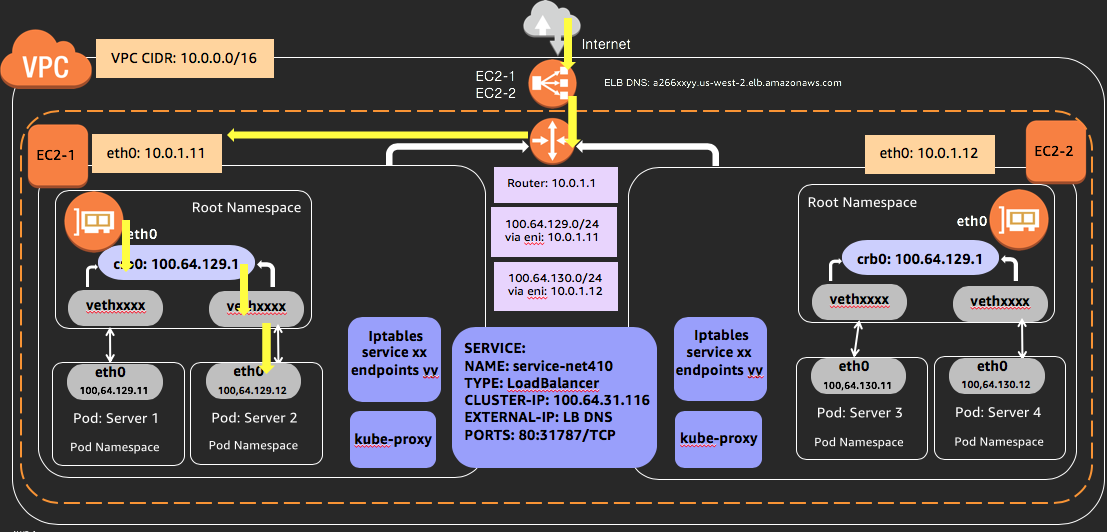 Internet
VPC
VPC CIDR: 10.0.0.0/16
EC2-1
EC2-2
ELB DNS: a266xxyy.us-west-2.elb.amazonaws.com
EC2-1
eth0: 10.0.1.11
eth0: 10.0.1.12
EC2-2
Router: 10.0.1.1
100.64.129.0/24
via eni: 10.0.1.11
100.64.130.0/24
via eni: 10.0.1.12
Root Namespace
eth0
crb0: 100.64.129.1
vethxxxx
vethxxxx
eth0
100,64.129.11
Pod: Server 1
Pod Namespace
eth0
100,64.129.12
Pod: Server 2
Pod Namespace
Iptables
service xx
endpoints yy
kube-proxy
SERVICE:
NAME: service-net410
TYPE: LoadBalancer
CLUSTER-IP: 100.64.31.116
EXTERNAL-IP: LB DNS
PORTS: 80:31787/TCP
Iptables
service xx
endpoints yy
kube-proxy
Root Namespace
eth0
crb0: 100.64.129.1
vethxxxx
vethxxxx
eth0
100.64.130.11
Pod: Server 3
Pod Namespace
eth0
100,64.130.12
Pod: Server 4
Pod Namespace